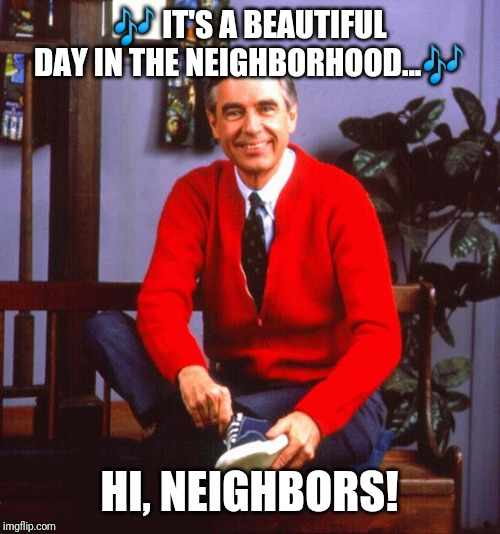 🎶 IT'S A BEAUTIFUL
DAY IN THE NEIGHBORHOOD...🎶
HI, NEIGHBORS!
imgflip.com